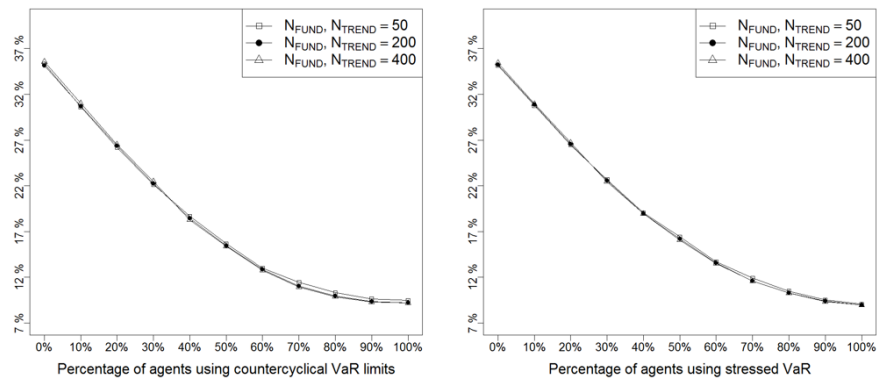 N_FUND, N_TREND = 50
N_FUND, N_TREND = 200
N_FUND, N_TREND = 400
37 %
32 %
27 %
22 %
17 %
12 %
7 %
0% 10% 20% 30% 40% 50% 60% 70% 80% 90% 100%
Percentage of agents using countercyclical VaR limits
N_FUND, N_TREND = 50
N_FUND, N_TREND = 200
N_FUND, N_TREND = 400
37 %
32 %
27 %
22 %
17 %
12 %
7 %
0% 10% 20% 30% 40% 50% 60% 70% 80% 90% 100%
Percentage of agents using stressed VaR